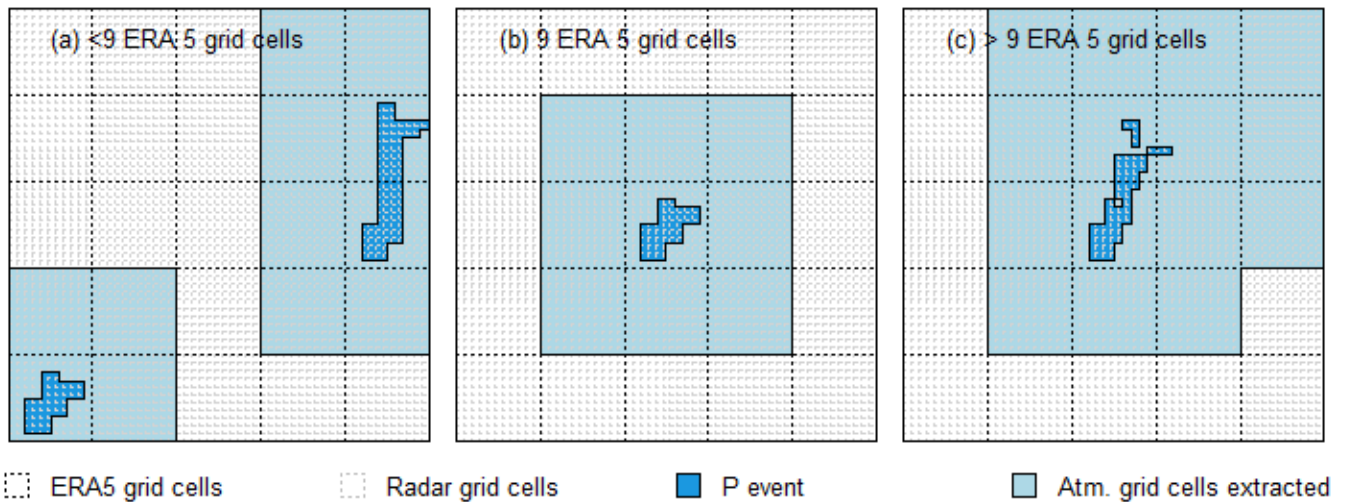 (a) <9 ERA 5 grid cells
(b) 9 ERA 5 grid cells
(c) > 9 ERA 5 grid cells
ERA5 grid cells
Radar grid cells
P event
Atm. grid cells extracted